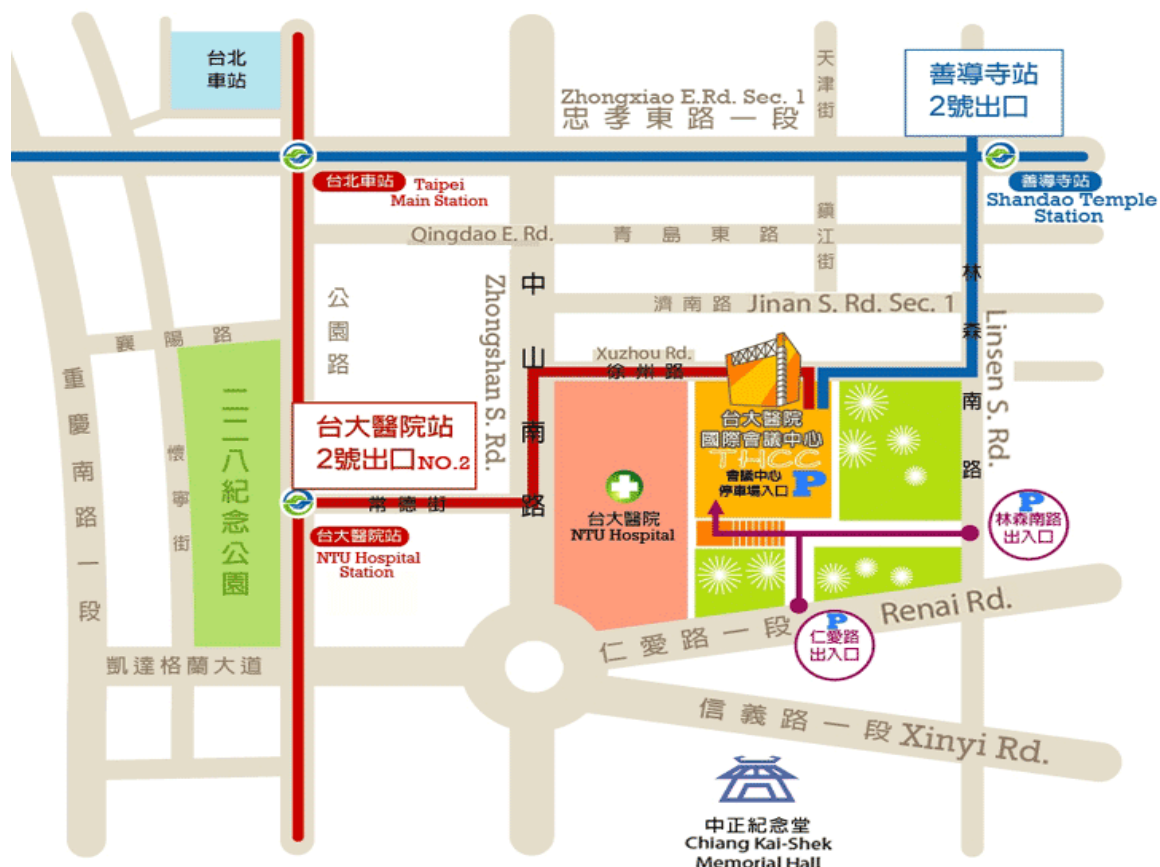 台北
車站
天津街
善導寺站
2號出口
Zhongxiao E.Rd. Sec. 1
忠孝東路一段
台北車站 Taipei
Main Station
善導寺站
Shandao Temple
Station
鎮江街
Qingdao E. Rd. 青島東路
公園路
中山南路
Zhongshan S. Rd.
濟南路 Jinan S. Rd. Sec. 1
林森南路
Linsen S. Rd.
襄陽路
Xuzhou Rd.
徐州路
重慶南路一段
二二八紀念公園
懷寧街
台大醫院站
2號出口NO.2
常德街
台大醫院站
NTU Hospital
Station
台大醫院
國際會議中心
THCC
會議中心
停車場入口 P
台大醫院
NTU Hospital
P
林森南路
出入口
P
仁愛路
出入口
仁愛路一段 Renai Rd.
凱達格蘭大道
信義路一段 Xinyi Rd.
中正紀念堂
Chiang Kai-Shek
Memorial Hall